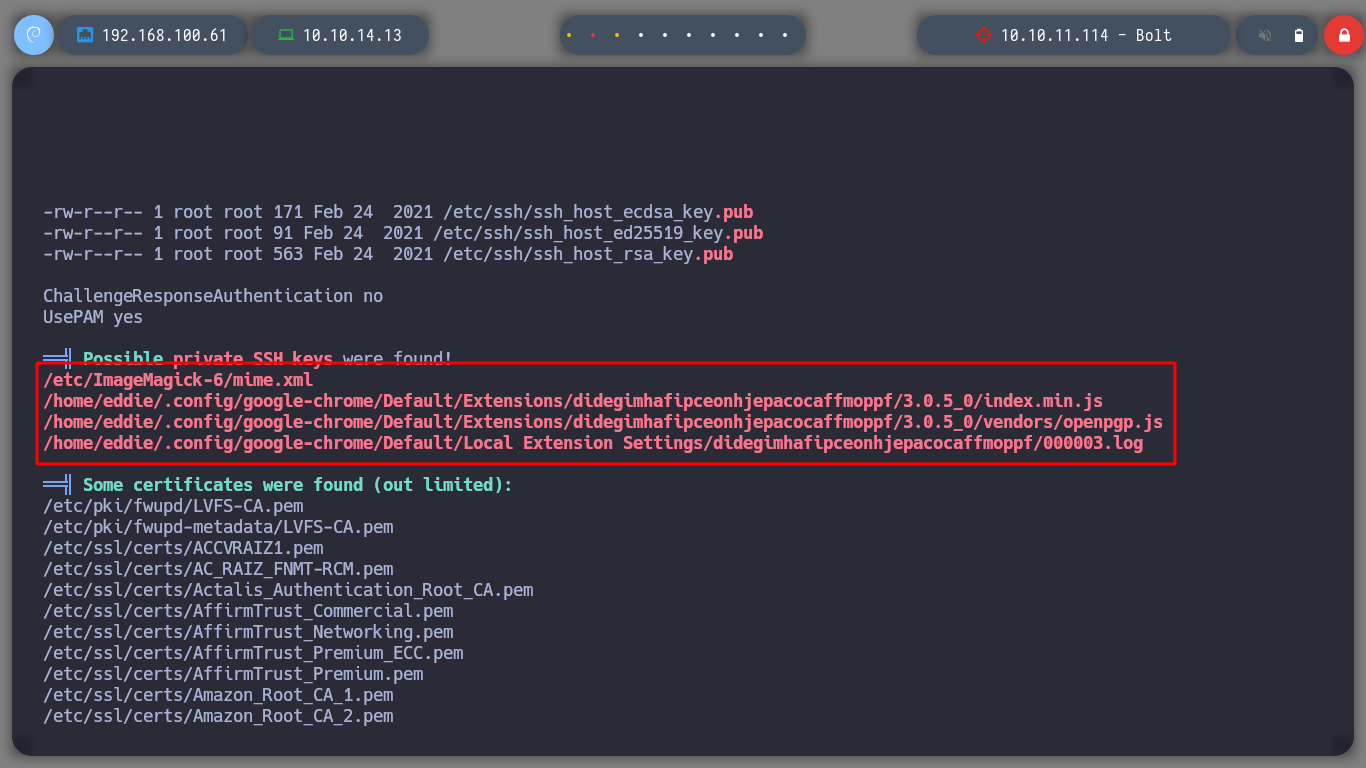 192.168.100.61
10.10.14.13
10.10.11.114 - Bolt
-rw-r--r-- 1 root root 171 Feb 24  2021 /etc/ssh/ssh_host_ecdsa_key.pub
-rw-r--r-- 1 root root 91 Feb 24  2021 /etc/ssh/ssh_host_ed25519_key.pub
-rw-r--r-- 1 root root 563 Feb 24  2021 /etc/ssh/ssh_host_rsa_key.pub
ChallengeResponseAuthentication no
UsePAM yes
══╣ Possible private SSH keys were found!
/etc/ImageMagick-6/mime.xml
/home/eddie/.config/google-chrome/Default/Extensions/didegimhafipceonhjepacocaffmoppf/3.0.5_0/index.min.js
/home/eddie/.config/google-chrome/Default/Extensions/didegimhafipceonhjepacocaffmoppf/3.0.5_0/vendors/openpgp.js
/home/eddie/.config/google-chrome/Default/Local Extension Settings/didegimhafipceonhjepacocaffmoppf/000003.log
══╣ Some certificates were found (out limited):
/etc/pki/fwupd/LVFS-CA.pem
/etc/pki/fwupd-metadata/LVFS-CA.pem
/etc/ssl/certs/ACCVRAIZ1.pem
/etc/ssl/certs/AC_RAIZ_FNMT-RCM.pem
/etc/ssl/certs/Actalis_Authentication_Root_CA.pem
/etc/ssl/certs/AffirmTrust_Commercial.pem
/etc/ssl/certs/AffirmTrust_Networking.pem
/etc/ssl/certs/AffirmTrust_Premium_ECC.pem
/etc/ssl/certs/AffirmTrust_Premium.pem
/etc/ssl/certs/Amazon_Root_CA_1.pem
/etc/ssl/certs/Amazon_Root_CA_2.pem